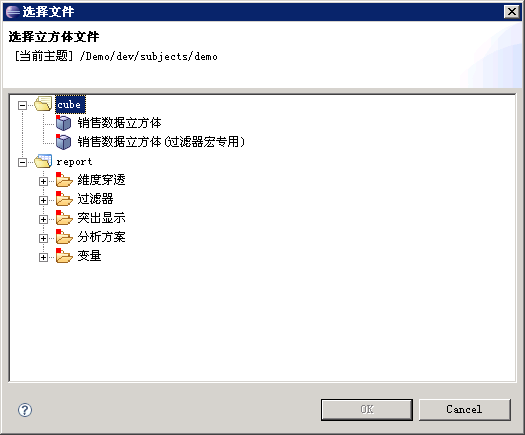 选择文件
选择立方体文件
[当前主题] /Demo/dev/subjects/demo
cube
销售数据立方体
销售数据立方体(过滤器宏专用)
report
维度穿透
过滤器
突出显示
分析方案
变量
?
OK
Cancel